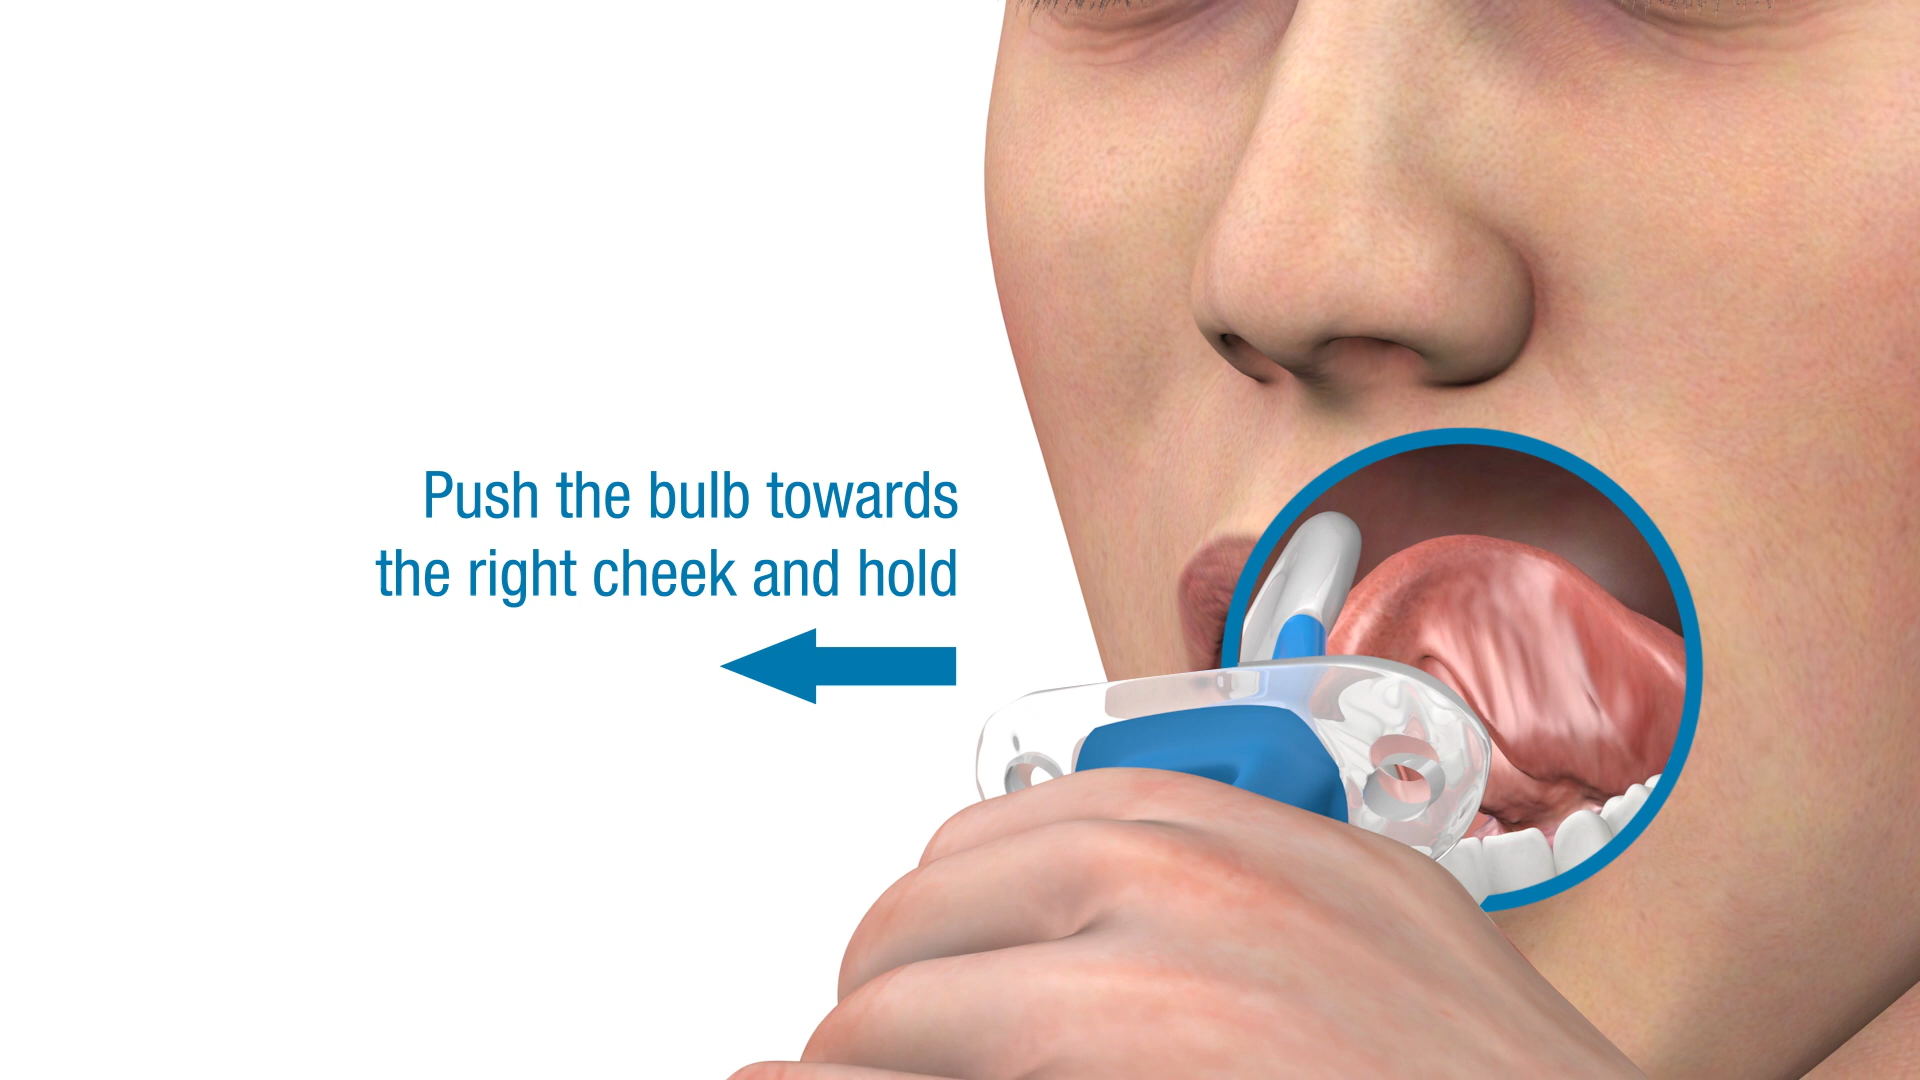 Push the bulb towards
the right cheek and hold